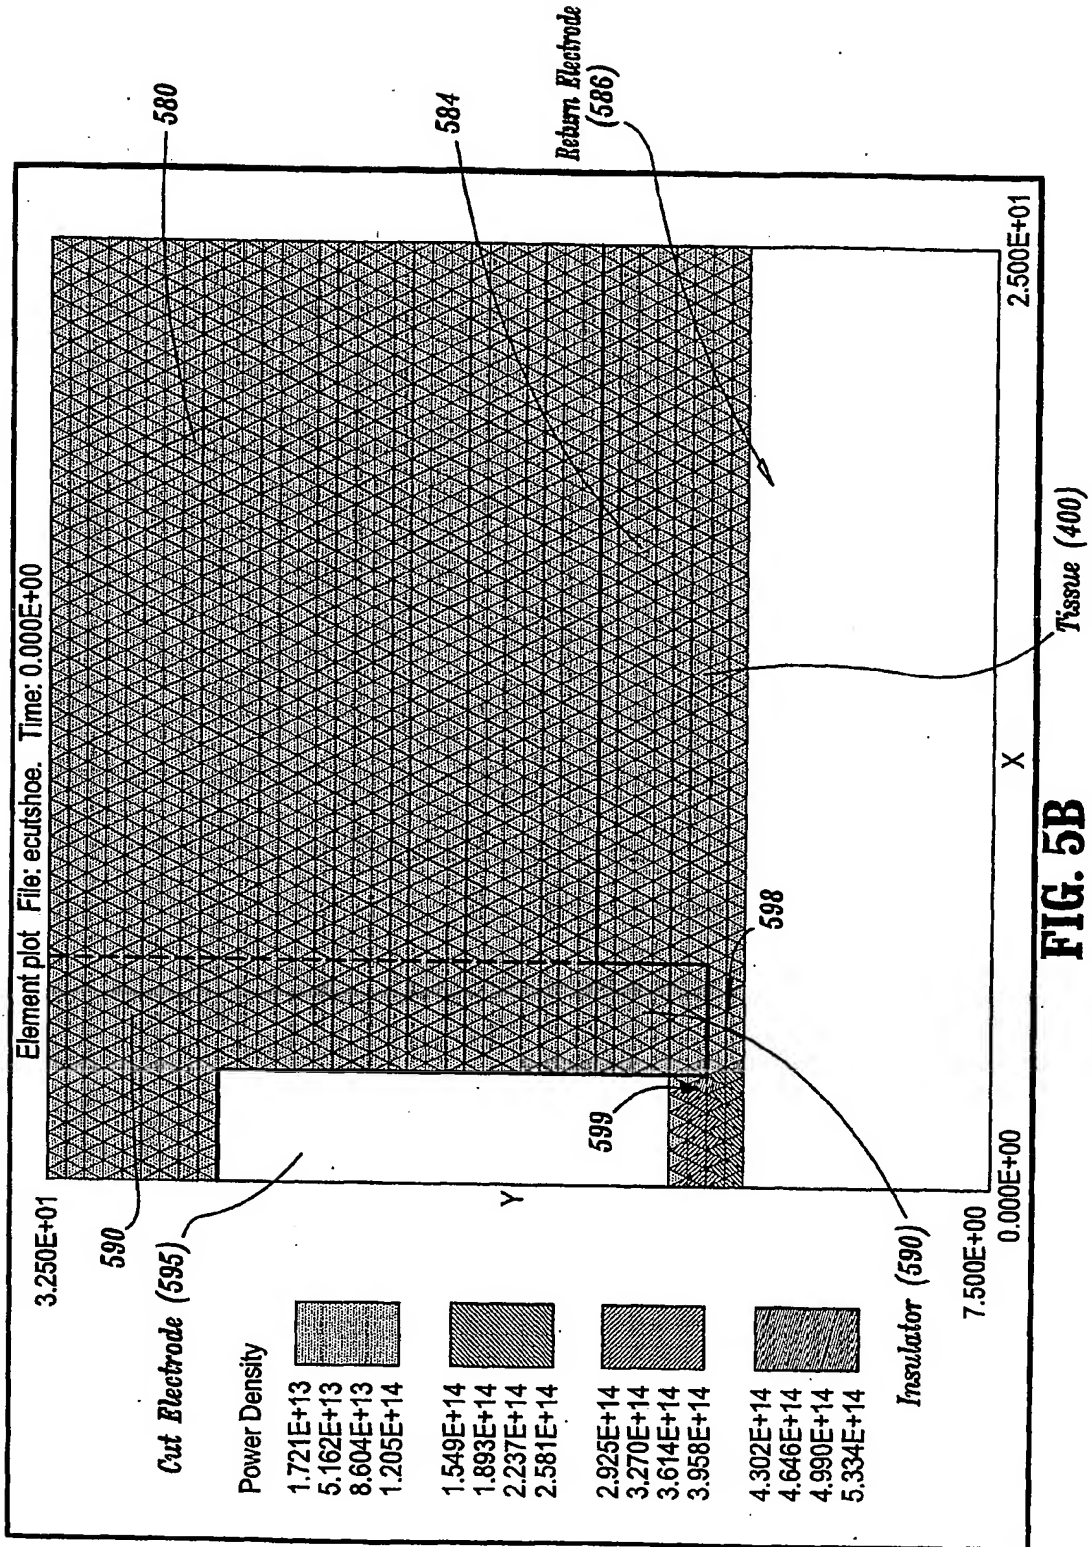 Element plot File: ecutshoe. Time: 0.000E+00
3.250E+01
590
Cut Electrode (595)
Power Density
1.721E+13
5.162E+13
8.604E+13
1.205E+14
1.549E+14
1.893E+14
2.237E+14
2.581E+14
2.925E+14
3.270E+14
3.614E+14
3.958E+14
4.302E+14
4.646E+14
4.990E+14
5.334E+14
Y
580
584
Return Electrode
(586)
599
598
Insulator (590)
7.500E+00
0.000E+00
X
2.500E+01
Tissue (400)
FIG. 5B